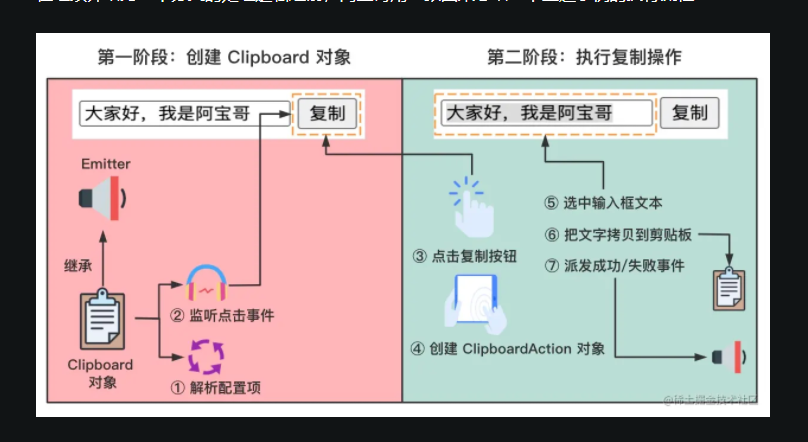 第一阶段：创建 Clipboard 对象
第二阶段：执行复制操作
大家好，我是阿宝哥
复制
大家好，我是阿宝哥
复制
Emitter
继承
Clipboard
对象
② 监听点击事件
① 解析配置项
③ 点击复制按钮
④ 创建 ClipboardAction 对象
⑤ 选中输入框文本
⑥ 把文字拷贝到剪贴板
⑦ 派发成功/失败事件
@稀土掘金技术社区